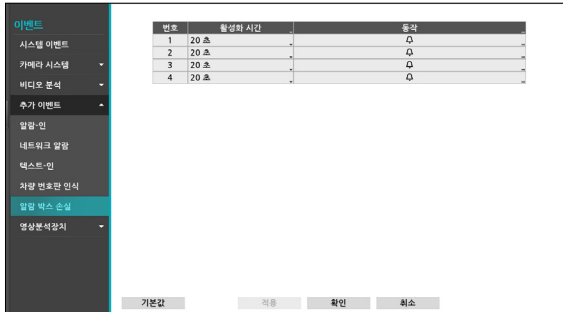 이벤트
시스템 이벤트
카메라 시스템
비디오 분석
추가 이벤트
알람-인
네트워크 알람
텍스트-인
차량 번호판 인식
알람 박스 손실
영상분석장치
번호 활성화 시간 동작
1 20 초
2 20 초
3 20 초
4 20 초
기본값 적용 확인 취소